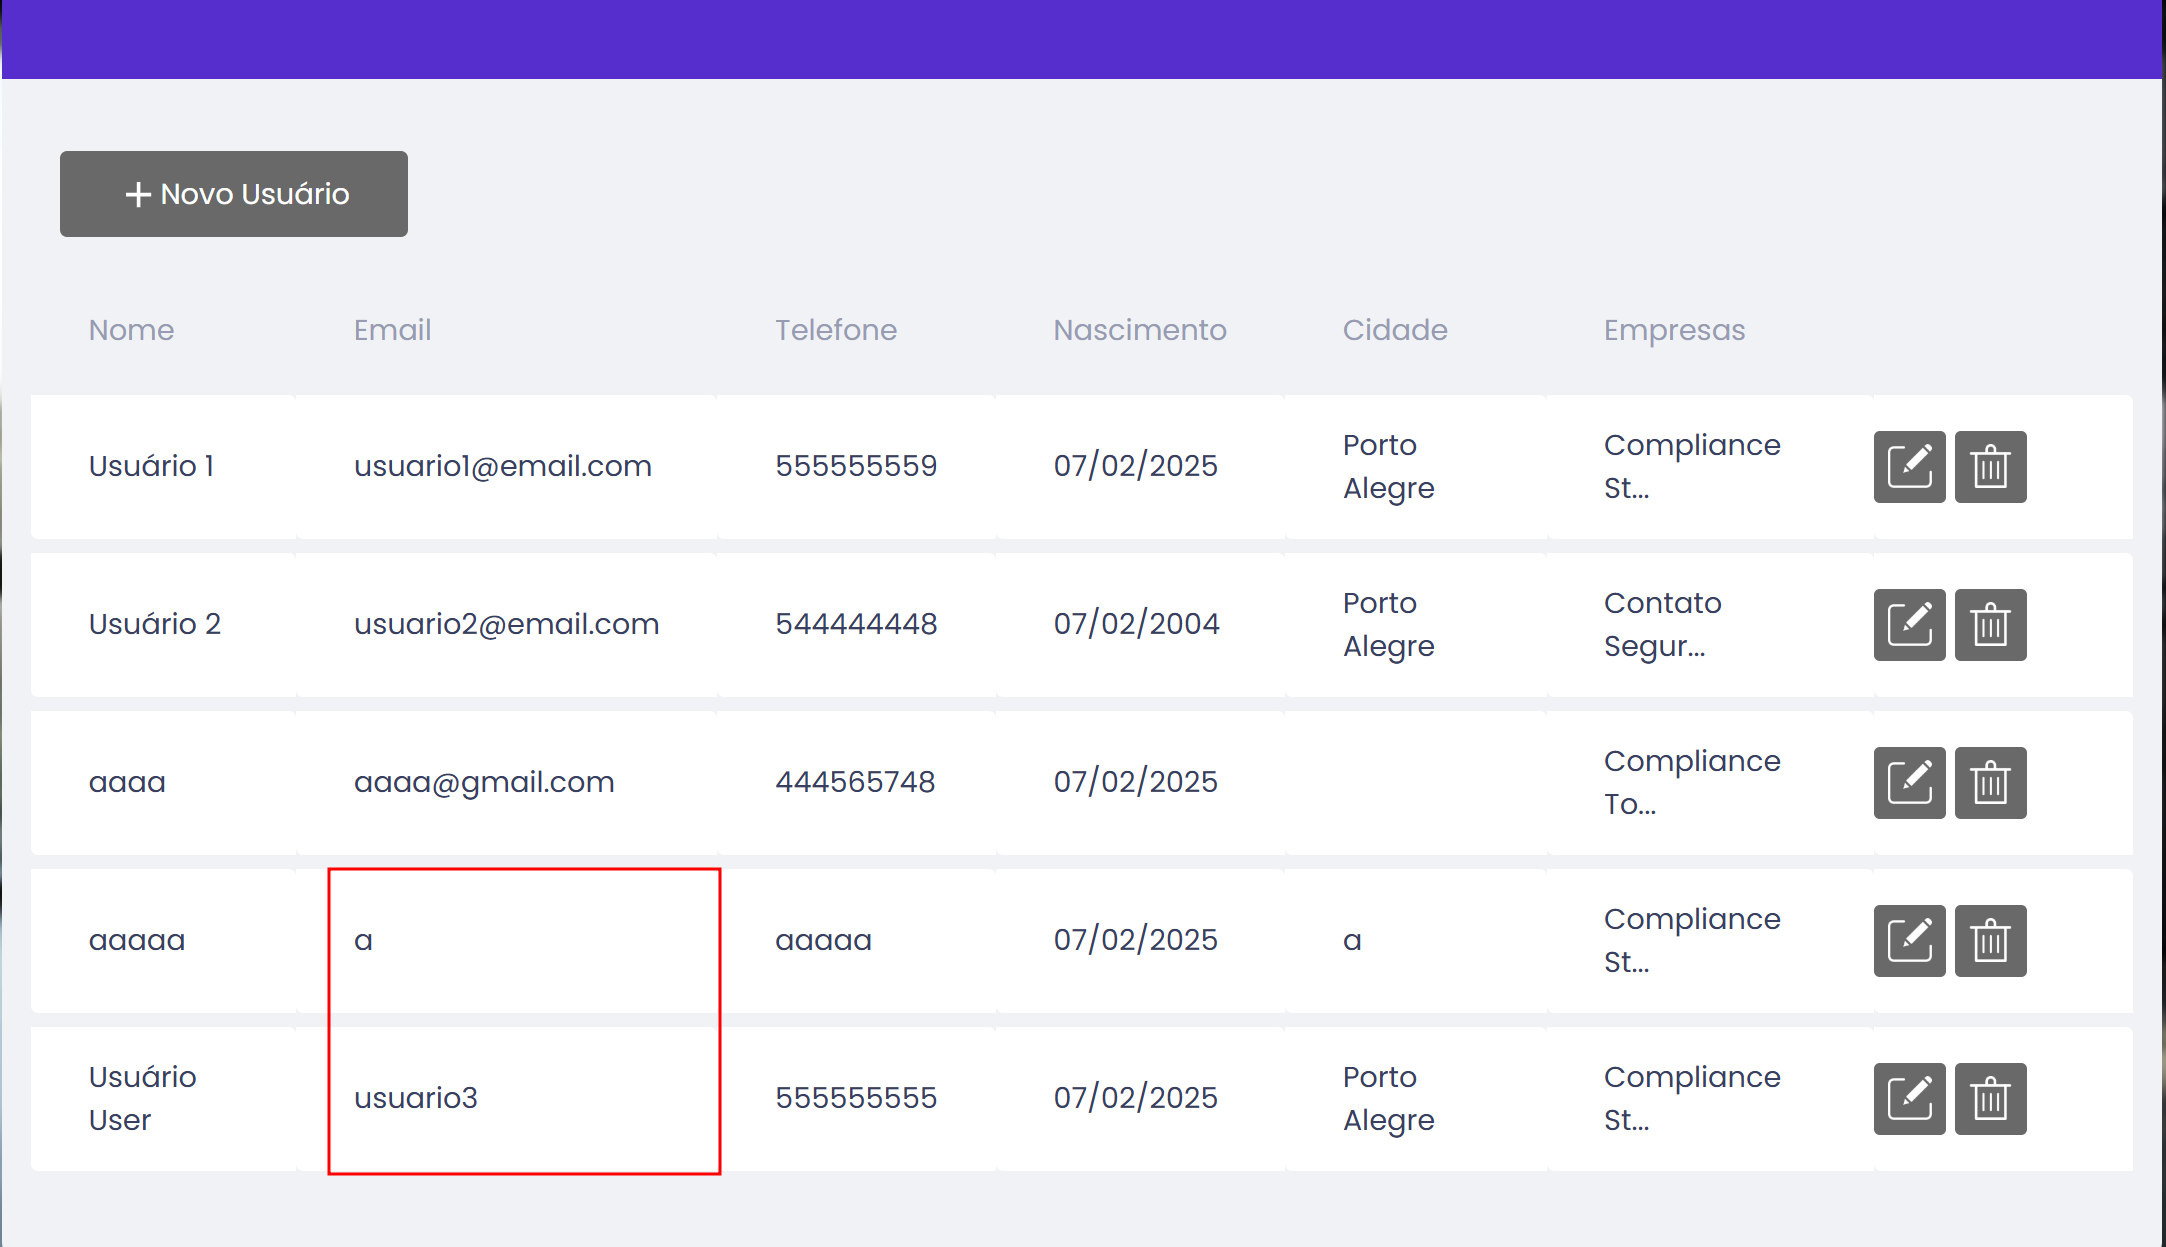 + Novo Usuário
Nome Email Telefone Nascimento Cidade Empresas
Usuário 1 usuario1@email.com 555555559 07/02/2025 Porto Alegre Compliance St...
Usuário 2 usuario2@email.com 544444448 07/02/2004 Porto Alegre Contato Segur...
aaaa aaaa@gmail.com 444565748 07/02/2025 Compliance To...
aaaaa a aaaaa 07/02/2025 a Compliance St...
Usuário User usuario3 555555555 07/02/2025 Porto Alegre Compliance St...